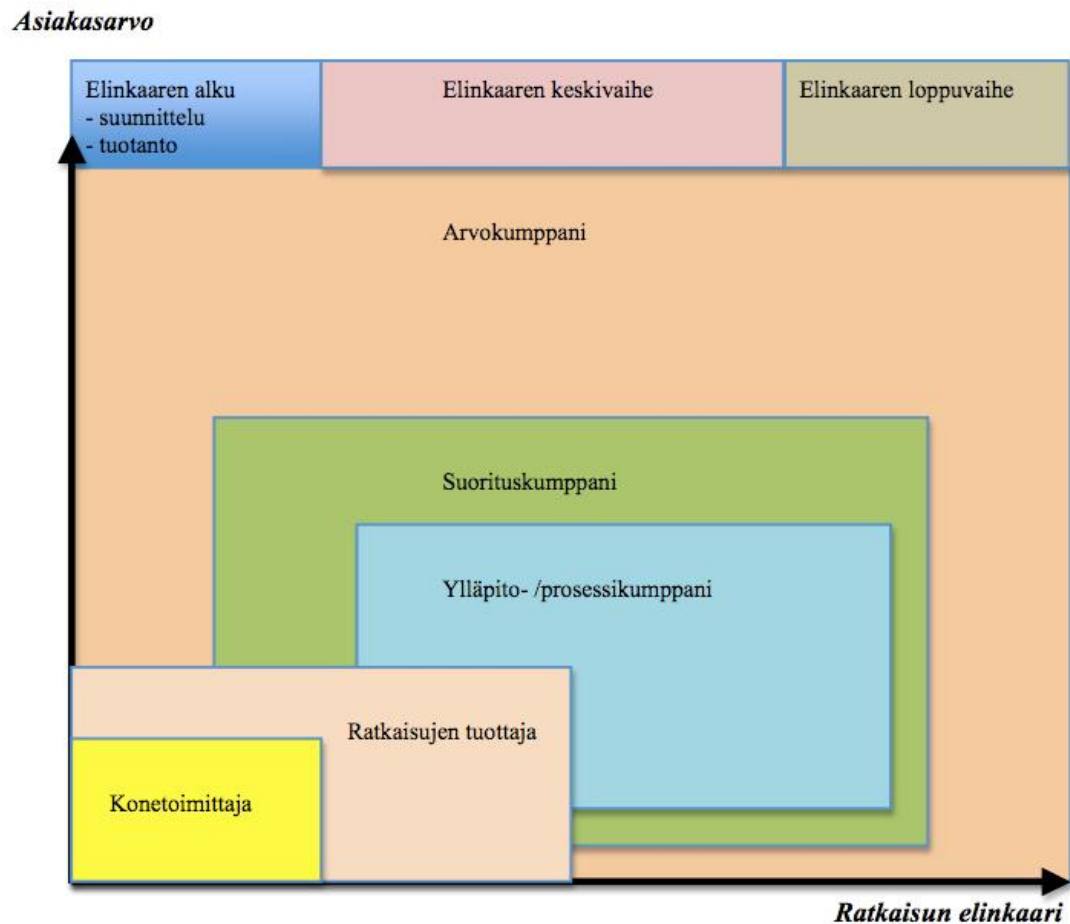 Asiakasarvo
Elinkaaren alku
- suunnittelu
- tuotanto
Elinkaaren keskivaihe
Elinkaaren loppuvaihe
Arvokumppani
Suorituskumppani
Ylläpito- /prosessikumppani
Ratkaisujen tuottaja
Konetoimittaja
Ratkaisun elinkaari